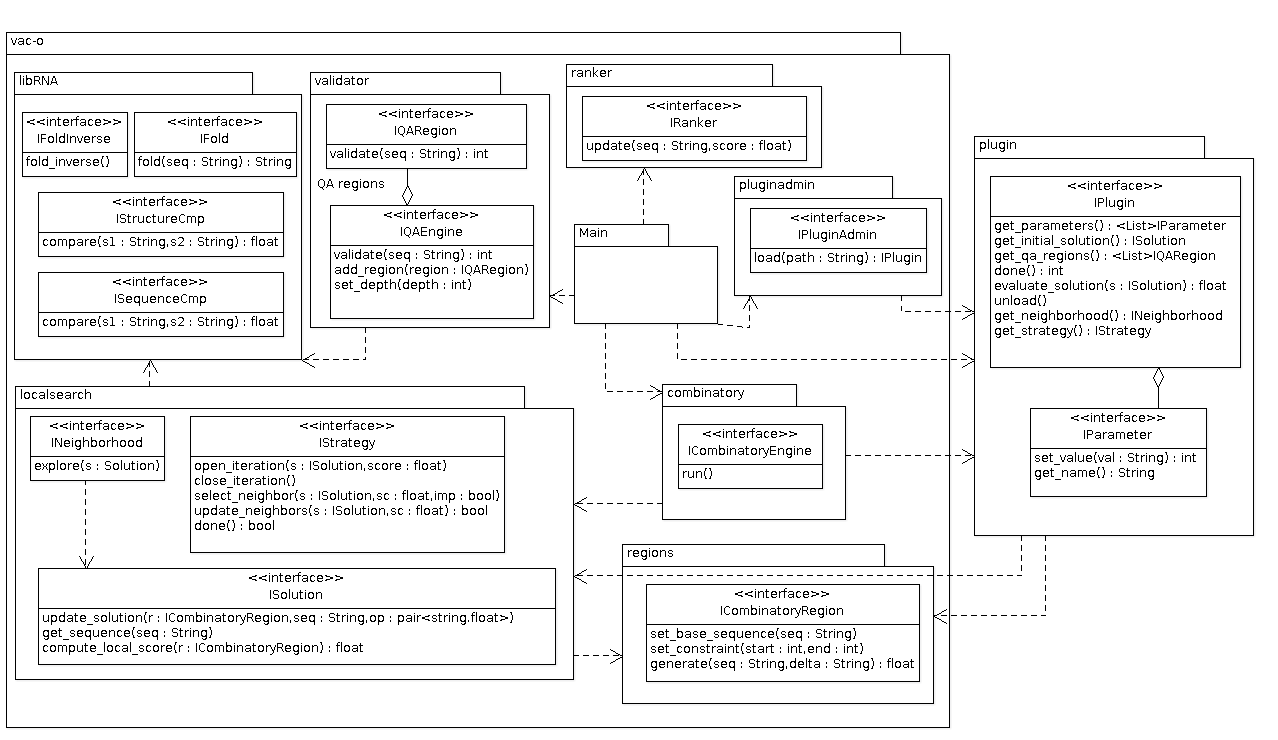 vac-o
libRNA
<<interface>>
IFoldInverse
fold_inverse()
<<interface>>
IFold
fold(seq : String) : String
<<interface>>
IStructureCmp
compare(s1 : String,s2 : String) : float
<<interface>>
ISequenceCmp
compare(s1 : String,s2 : String) : float
validator
<<interface>>
IQARegion
validate(seq : String) : int
QA regions
<<interface>>
IQAEngine
validate(seq : String) : int
add_region(region : IQARegion)
set_depth(depth : int)
ranker
<<interface>>
IRanker
update(seq : String,score : float)
pluginadmin
<<interface>>
IPluginAdmin
load(path : String) : IPlugin
Main
plugin
<<interface>>
IPlugin
get_parameters() : <List>IParameter
get_initial_solution() : ISolution
get_qa_regions() : <List>IQARegion
done() : int
evaluate_solution(s : ISolution) : float
unload()
get_neighborhood() : INeighborhood
get_strategy() : IStrategy
<<interface>>
IParameter
set_value(val : String) : int
get_name() : String
localsearch
<<interface>>
INeighborhood
explore(s : Solution)
<<interface>>
IStrategy
open_iteration(s : ISolution,score : float)
close_iteration()
select_neighbor(s : ISolution,sc : float,imp : bool)
update_neighbors(s : ISolution,sc : float) : bool
done() : bool
<<interface>>
ISolution
update_solution(r : ICombinatoryRegion,seq : String,op : pair<string.float>)
get_sequence(seq : String)
compute_local_score(r : ICombinatoryRegion) : float
combinatory
<<interface>>
ICombinatoryEngine
run()
regions
<<interface>>
ICombinatoryRegion
set_base_sequence(seq : String)
set_constraint(start : int,end : int)
generate(seq : String,delta : String) : float